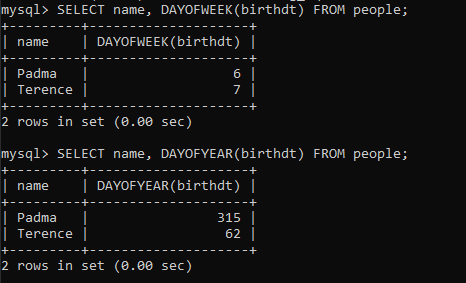 mysql> SELECT name, DAYOFWEEK(birthdt) FROM people;
+---------+--------------------+
| name    | DAYOFWEEK(birthdt) |
+---------+--------------------+
| Padma   |                  6 |
| Terence |                  7 |
+---------+--------------------+
2 rows in set (0.00 sec)

mysql> SELECT name, DAYOFYEAR(birthdt) FROM people;
+---------+--------------------+
| name    | DAYOFYEAR(birthdt) |
+---------+--------------------+
| Padma   |                315 |
| Terence |                 62 |
+---------+--------------------+
2 rows in set (0.00 sec)